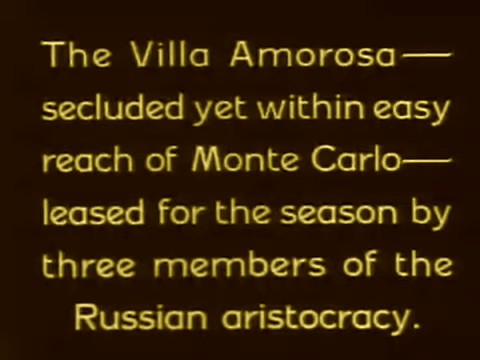 The Villa Amorosa—
secluded yet within easy
reach of Monte Carlo—
leased for the season by
three members of the
Russian aristocracy.